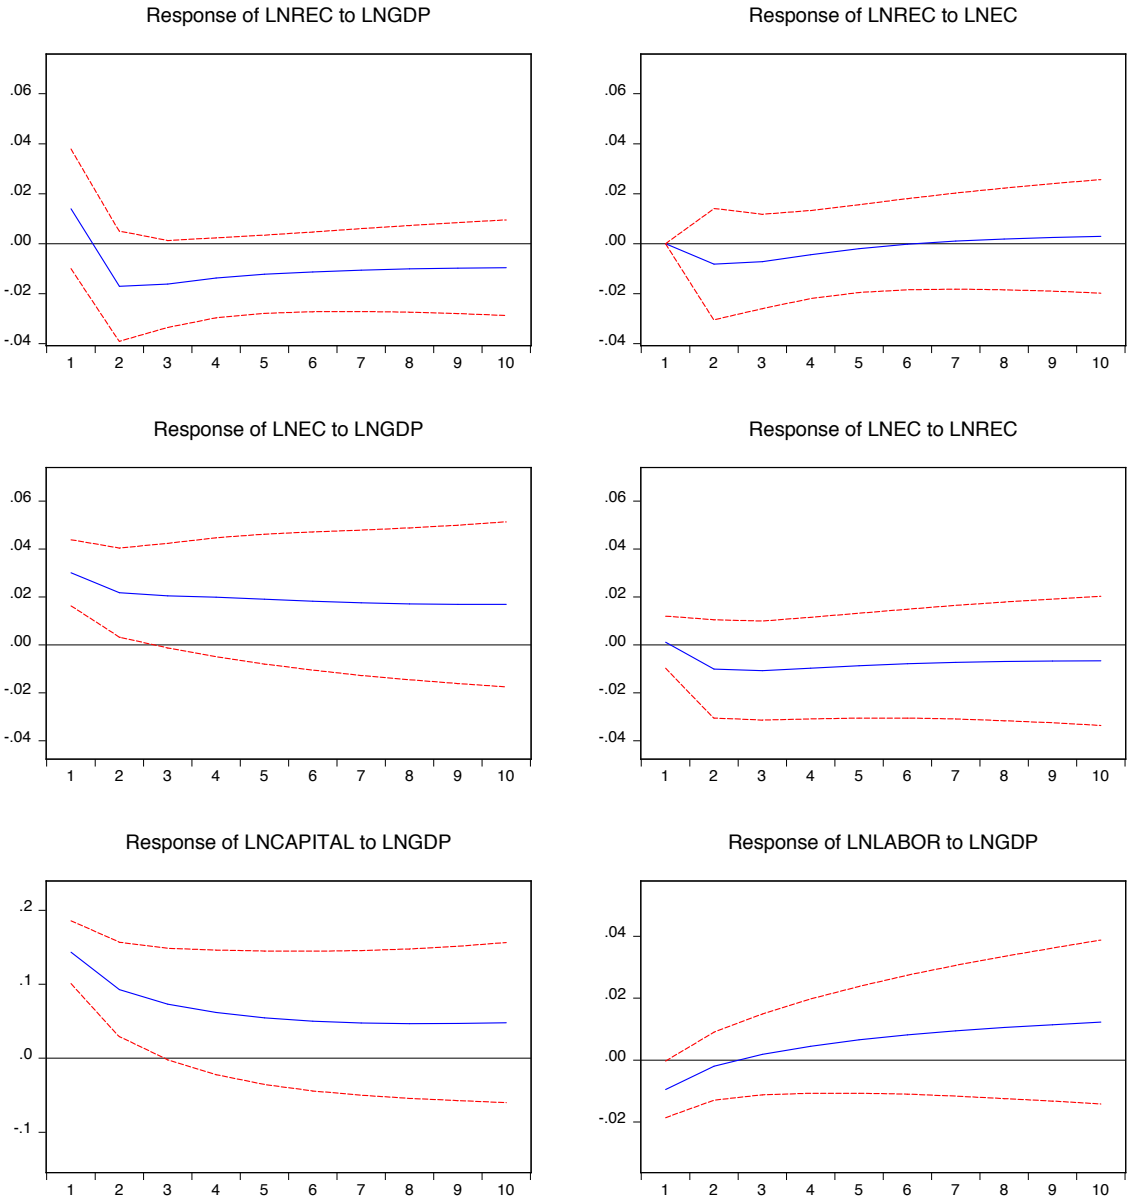 Response of LNREC to LNGDP
.06
.04
.02
.00
-.02
-.04
1 2 3 4 5 6 7 8 9 10
Response of LNREC to LNEC
.06
.04
.02
.00
-.02
-.04
1 2 3 4 5 6 7 8 9 10
Response of LNEC to LNGDP
.06
.04
.02
.00
-.02
-.04
1 2 3 4 5 6 7 8 9 10
Response of LNEC to LNREC
.06
.04
.02
.00
-.02
-.04
1 2 3 4 5 6 7 8 9 10
Response of LNCAPITAL to LNGDP
.2
.1
.0
-.1
1 2 3 4 5 6 7 8 9 10
Response of LNLABOR to LNGDP
.04
.02
.00
-.02
1 2 3 4 5 6 7 8 9 10